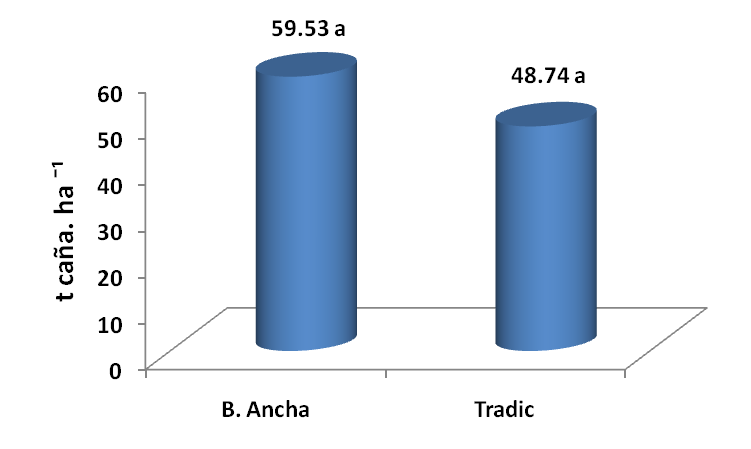 59.53 a
48.74 a
60
50
40
30
20
10
0
t caña. ha ⁻¹
B. Ancha
Tradic